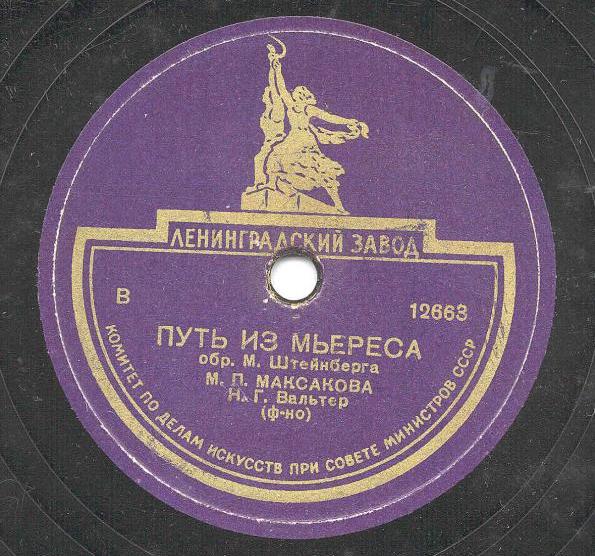 ЛЕНИНГРАДСКИЙ ЗАВОД
В 12663
ПУТЬ ИЗ МЬЕРЕСА
обр. М. Штейнберга
М. П. МАКСАКОВА
Н. Г. Вальтер
(ф-но)
КОМИТЕТ ПО ДЕЛАМ ИСКУССТВ ПРИ СОВЕТЕ МИНИСТРОВ СССР